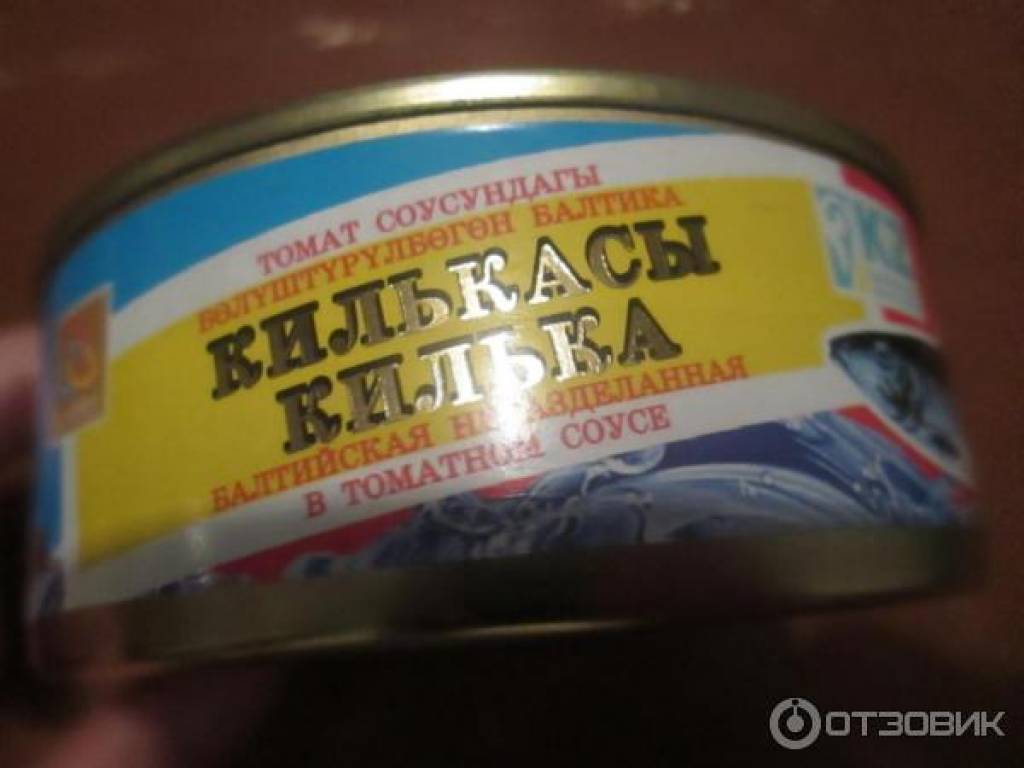 ТОМАТ СОУСУНДАГЫ
БӨЛҮШТҮРҮЛБӨГӨН БАЛТИКА
КИЛЬКАСЫ
КИЛЬКА
БАЛТИЙСКАЯ НЕРАЗДЕЛАННАЯ
В ТОМАТНОМ СОУСЕ
ОТЗОВИК